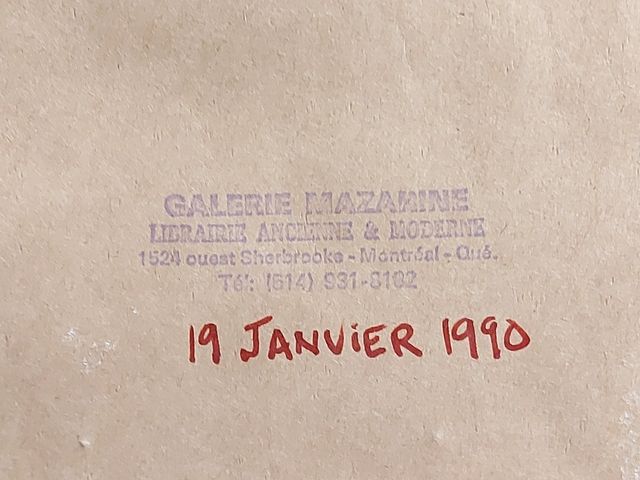 GALERIE MAZARINE
LIBRAIRIE ANCIENNE & MODERNE
1524 ouest Sherbrooke - Montréal - Qué.
Tél: (514) 931-8182
19 JANVIER 1990